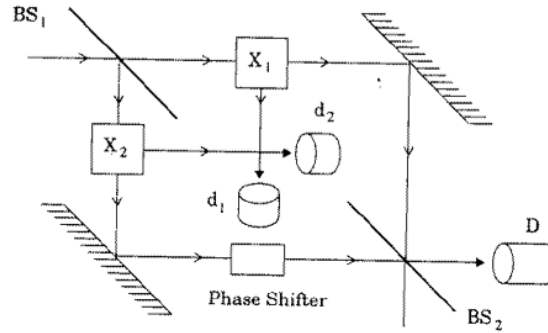 BS₁
X₁
d₂
X₂
d₁
D
Phase Shifter
BS₂